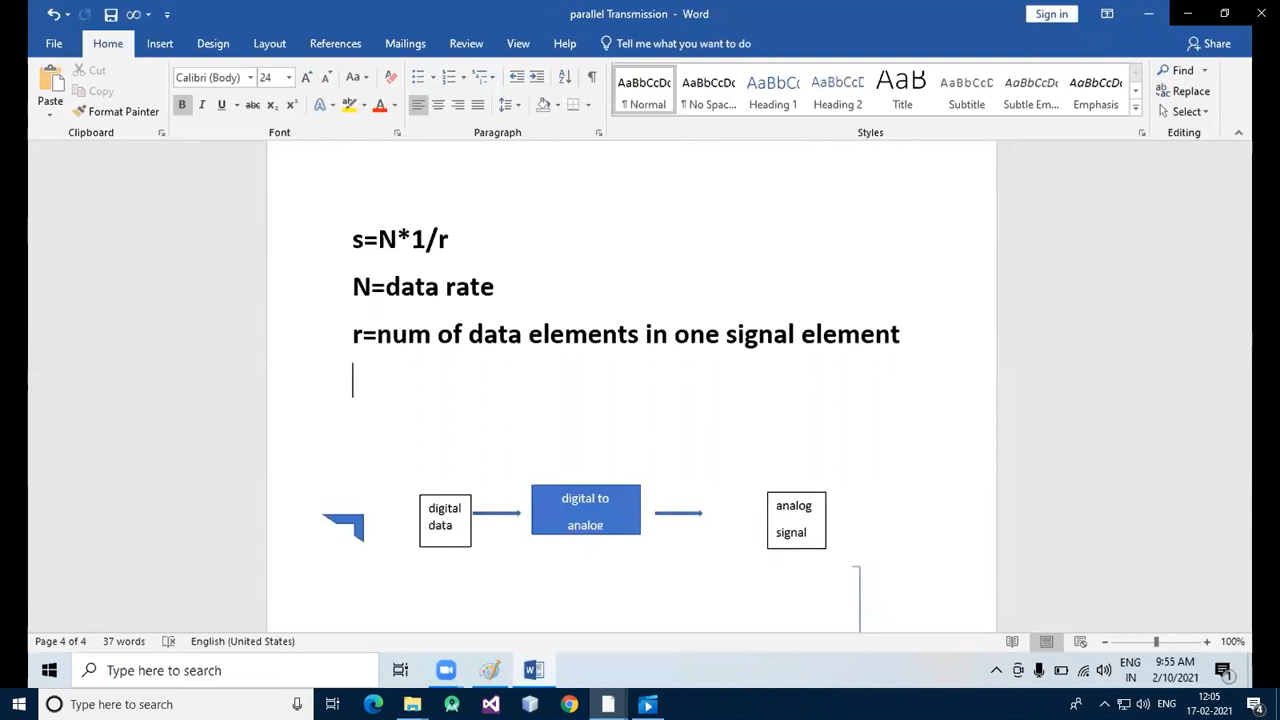 parallel Transmission - Word
Sign in
File Home Insert Design Layout References Mailings Review View Help Tell me what you want to do Share
Paste
Cut
Copy
Format Painter
Clipboard
Calibri (Body) 24
Font
Paragraph
AaBbCcDc AaBbCcDc AaBbCc AaBbCcD AaB AaBbCcD AaBbCcDc AaBbCcDc
¶ Normal ¶ No Spac... Heading 1 Heading 2 Title Subtitle Subtle Em... Emphasis
Styles
Find
Replace
Select
Editing
s=N*1/r
N=data rate
r=num of data elements in one signal element
digital
data
digital to
analog
analog
signal
Page 4 of 4 37 words English (United States) 100%
Type here to search
ENG
IN
9:55 AM
2/10/2021
1
Type here to search
ENG
12:05
17-02-2021
4